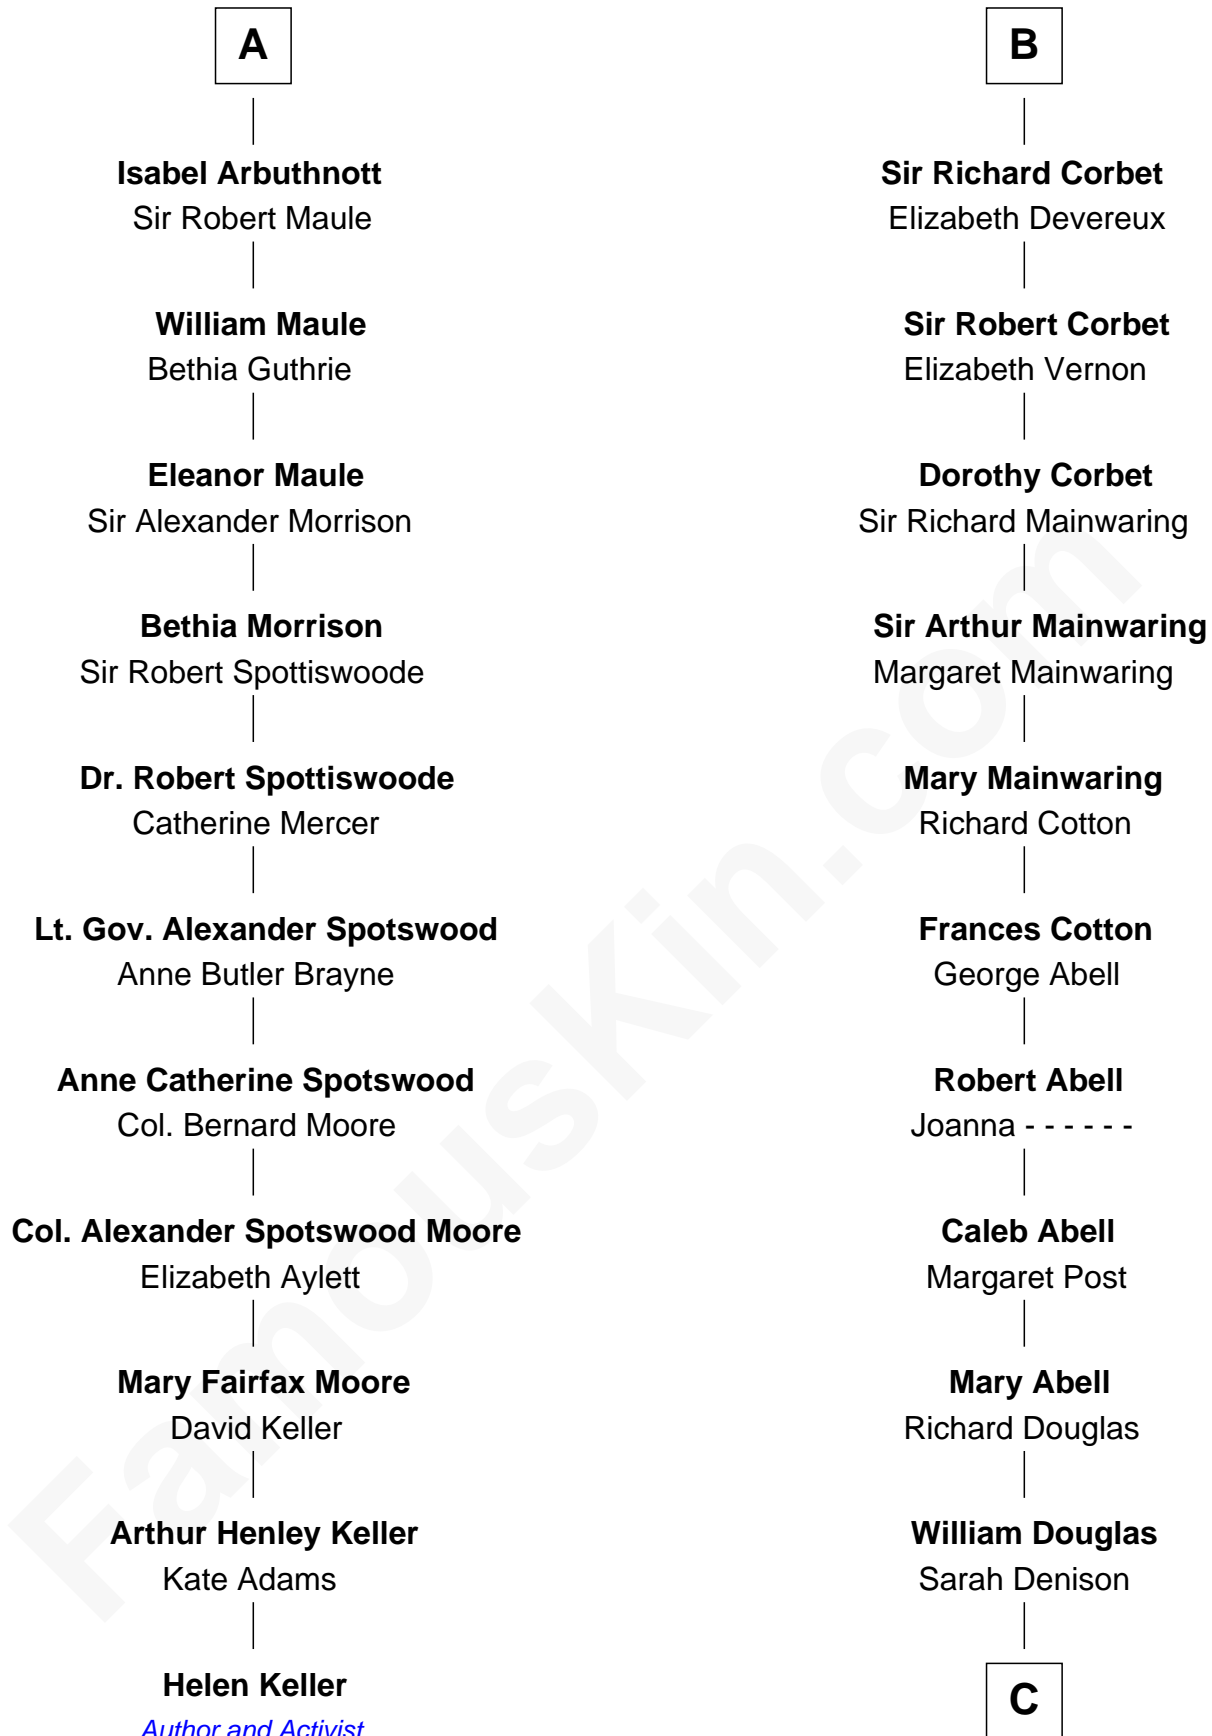 A
Isabel Arbuthnott
Sir Robert Maule
William Maule
Bethia Guthrie
Eleanor Maule
Sir Alexander Morrison
Bethia Morrison
Sir Robert Spottiswoode
Dr. Robert Spottiswoode
Catherine Mercer
Lt. Gov. Alexander Spotswood
Anne Butler Brayne
Anne Catherine Spotswood
Col. Bernard Moore
Col. Alexander Spotswood Moore
Elizabeth Aylett
Mary Fairfax Moore
David Keller
Arthur Henley Keller
Kate Adams
Helen Keller
Author and Activist
B
Sir Richard Corbet
Elizabeth Devereux
Sir Robert Corbet
Elizabeth Vernon
Dorothy Corbet
Sir Richard Mainwaring
Sir Arthur Mainwaring
Margaret Mainwaring
Mary Mainwaring
Richard Cotton
Frances Cotton
George Abell
Robert Abell
Joanna - - - - - -
Caleb Abell
Margaret Post
Mary Abell
Richard Douglas
William Douglas
Sarah Denison
C
FamousKin.com